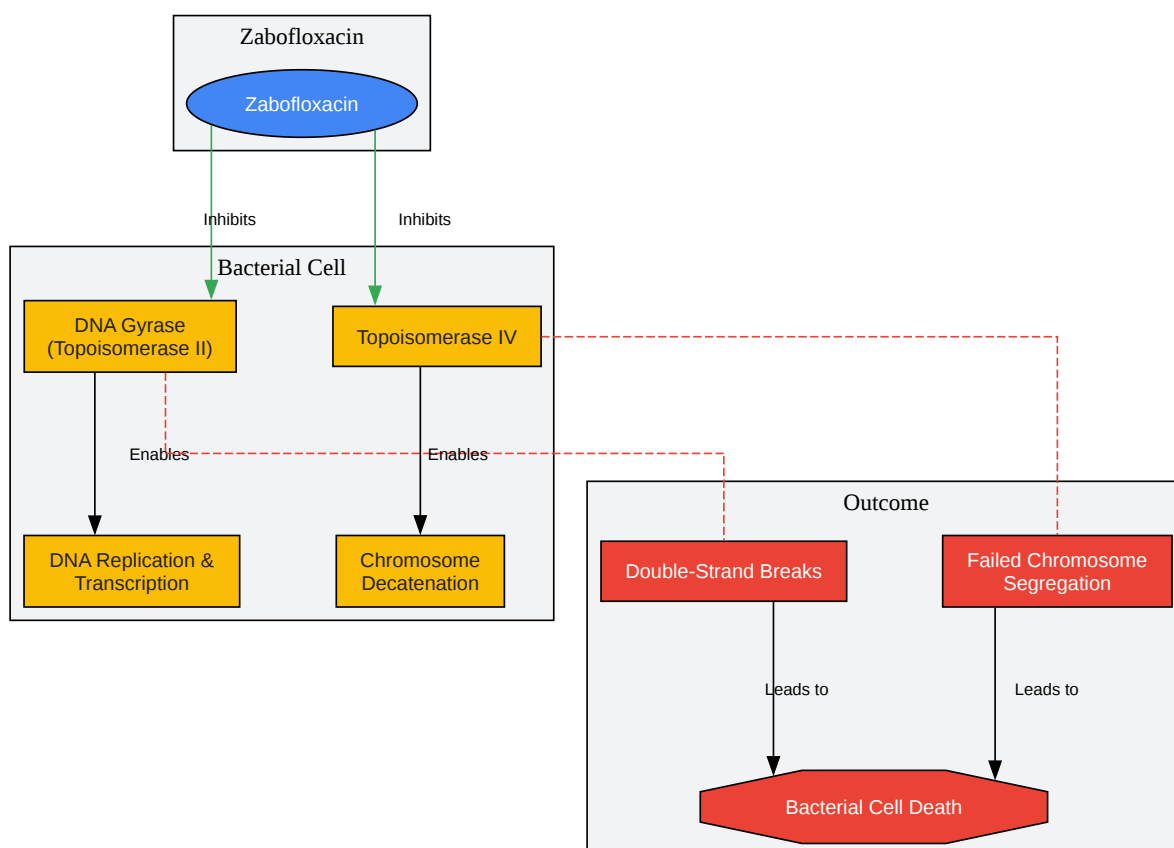 Zabofloxacin
Zabofloxacin
Inhibits
Inhibits
Bacterial Cell
DNA Gyrase
(Topoisomerase II)
Topoisomerase IV
Enables
Enables
DNA Replication &
Transcription
Chromosome
Decatenation
Outcome
Double-Strand Breaks
Failed Chromosome
Segregation
Leads to
Leads to
Bacterial Cell Death